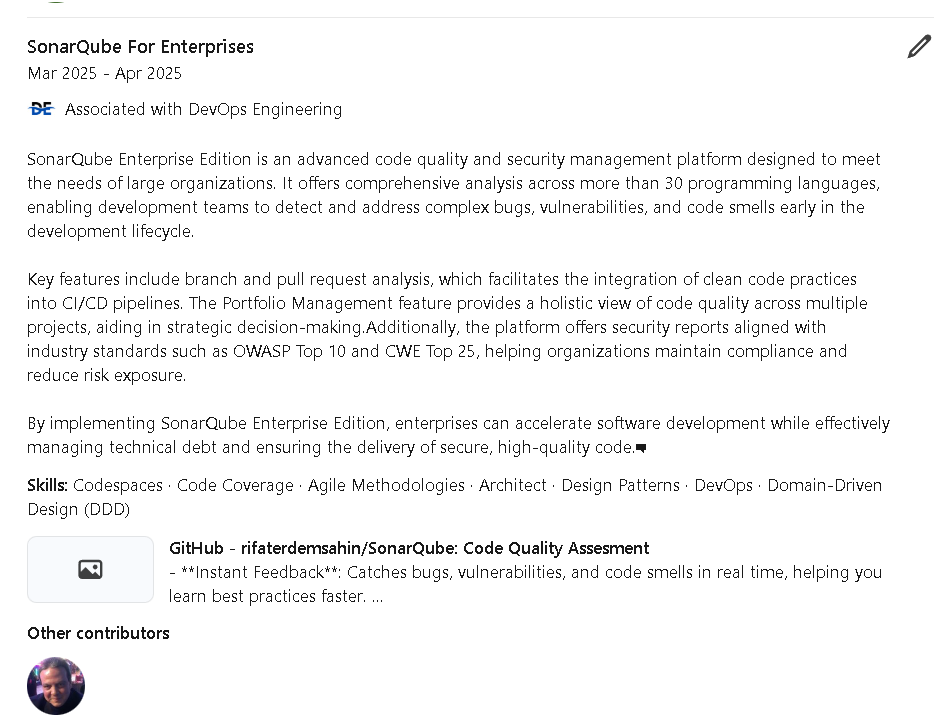 SonarQube For Enterprises
Mar 2025 - Apr 2025
DE Associated with DevOps Engineering
SonarQube Enterprise Edition is an advanced code quality and security management platform designed to meet
the needs of large organizations. It offers comprehensive analysis across more than 30 programming languages,
enabling development teams to detect and address complex bugs, vulnerabilities, and code smells early in the
development lifecycle.
Key features include branch and pull request analysis, which facilitates the integration of clean code practices
into CI/CD pipelines. The Portfolio Management feature provides a holistic view of code quality across multiple
projects, aiding in strategic decision-making.Additionally, the platform offers security reports aligned with
industry standards such as OWASP Top 10 and CWE Top 25, helping organizations maintain compliance and
reduce risk exposure.
By implementing SonarQube Enterprise Edition, enterprises can accelerate software development while effectively
managing technical debt and ensuring the delivery of secure, high-quality code.
Skills: Codespaces · Code Coverage · Agile Methodologies · Architect · Design Patterns · DevOps · Domain-Driven
Design (DDD)
GitHub - rifaterdemsahin/SonarQube: Code Quality Assesment
- **Instant Feedback**: Catches bugs, vulnerabilities, and code smells in real time, helping you
learn best practices faster. ...
Other contributors